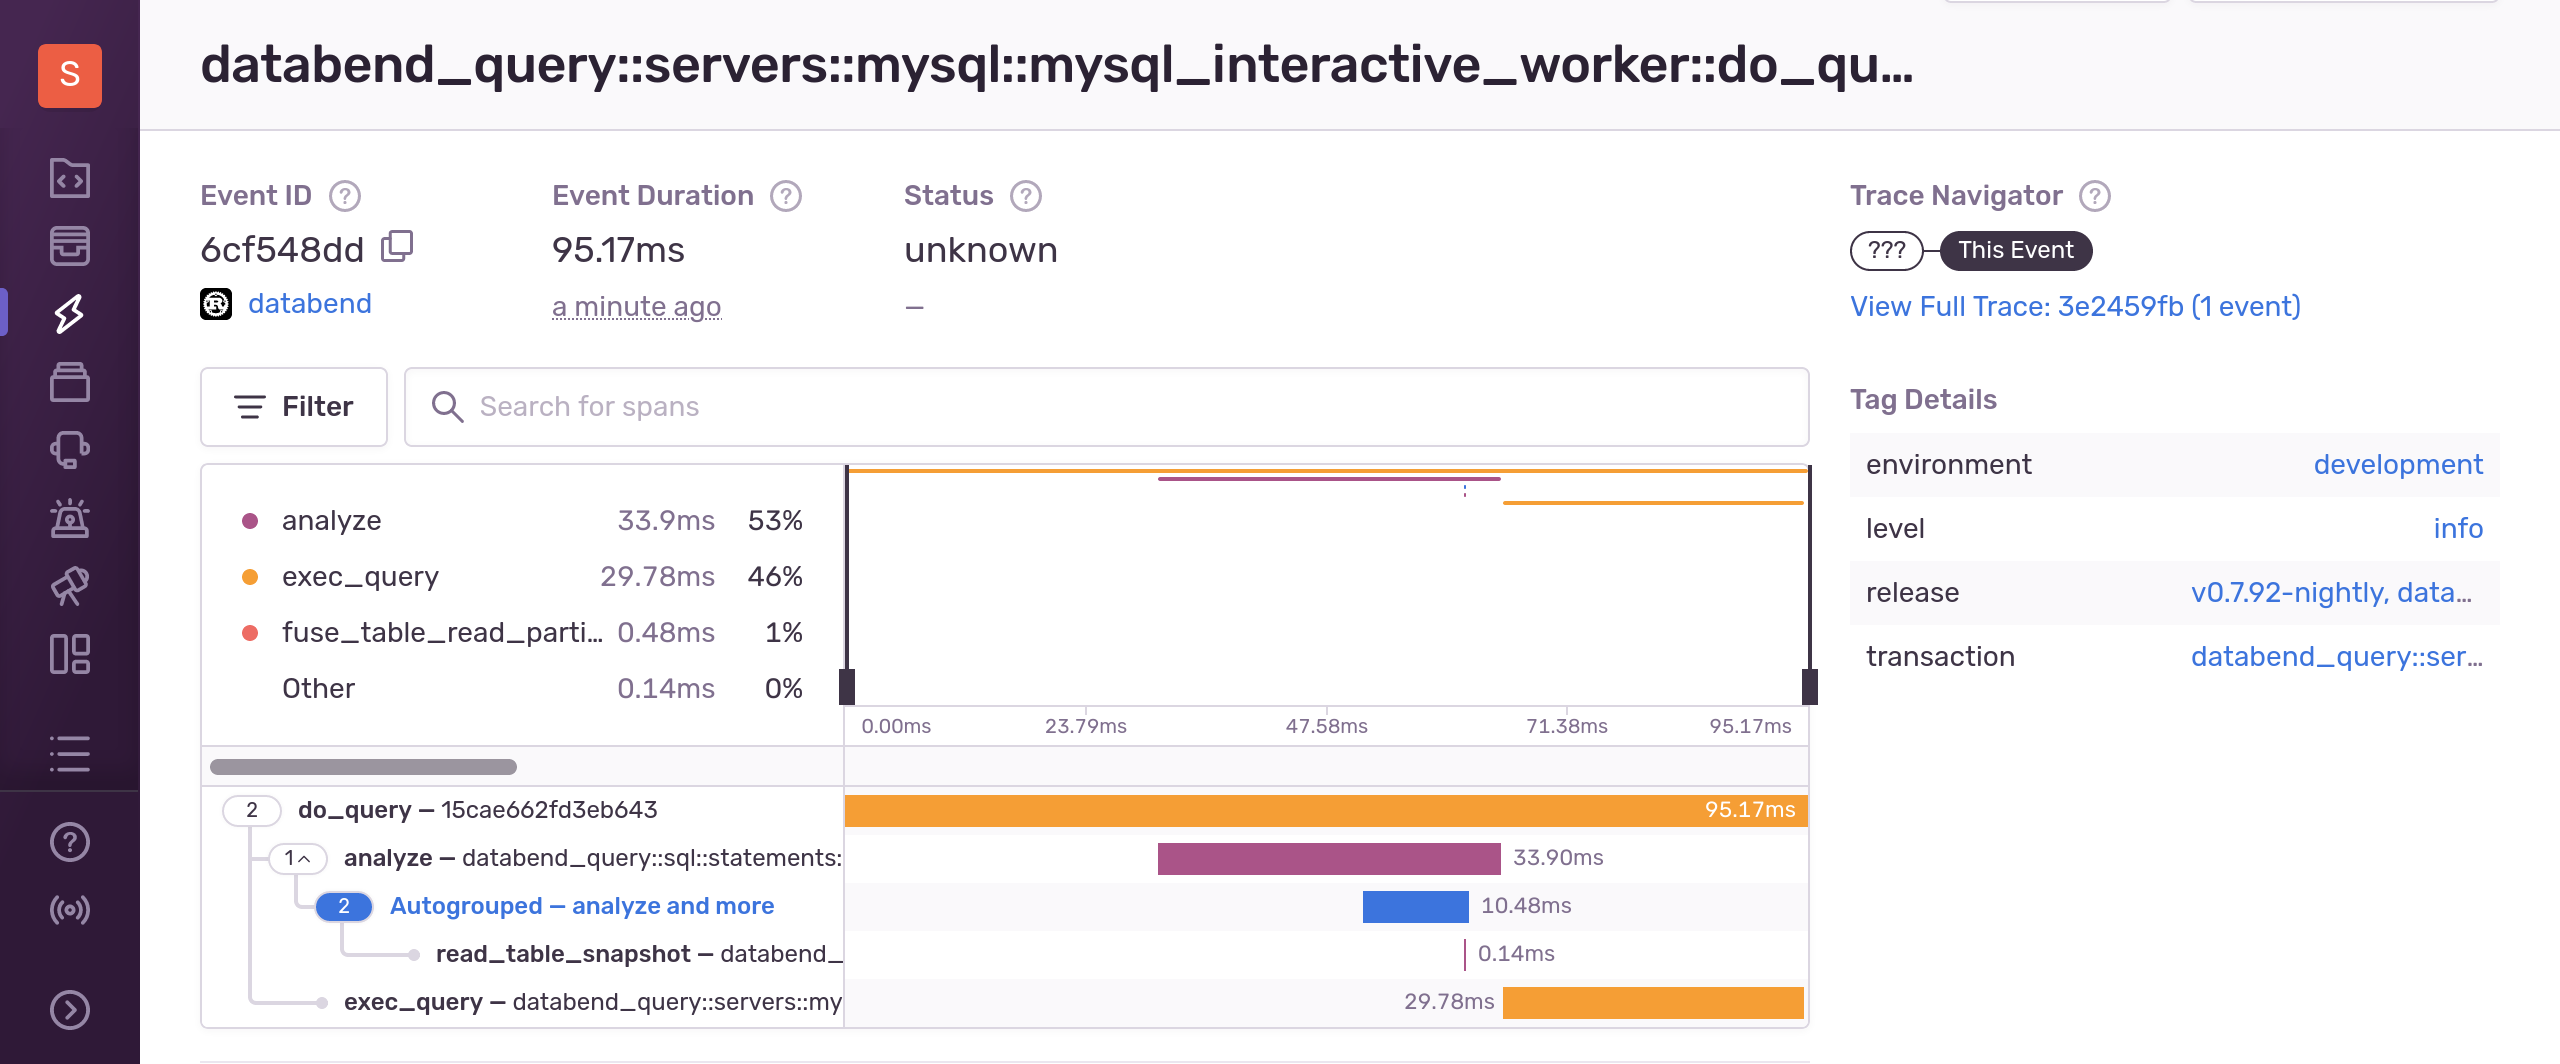 S
databend_query::servers::mysql::mysql_interactive_worker::do_qu...
Event ID ?
6cf548dd
databend
Event Duration ?
95.17ms
a minute ago
Status ?
unknown
—
Trace Navigator ?
??? This Event
View Full Trace: 3e2459fb (1 event)
Filter
Search for spans
analyze 33.9ms 53%
exec_query 29.78ms 46%
fuse_table_read_parti... 0.48ms 1%
Other 0.14ms 0%
0.00ms 23.79ms 47.58ms 71.38ms 95.17ms
2 do_query — 15cae662fd3eb643 95.17ms
1 analyze — databend_query::sql::statements: 33.90ms
2 Autogrouped — analyze and more 10.48ms
read_table_snapshot — databend_ 0.14ms
exec_query — databend_query::servers::my 29.78ms
Tag Details
environment development
level info
release v0.7.92-nightly, data...
transaction databend_query::ser...